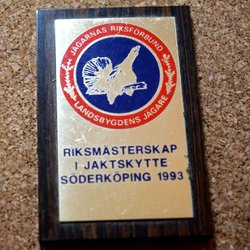 JÄGARNAS RIKSFÖRBUND
LANDSBYGDENS JÄGARE
RIKSMÄSTERSKAP
I JAKTSKYTTE
SÖDERKÖPING 1993